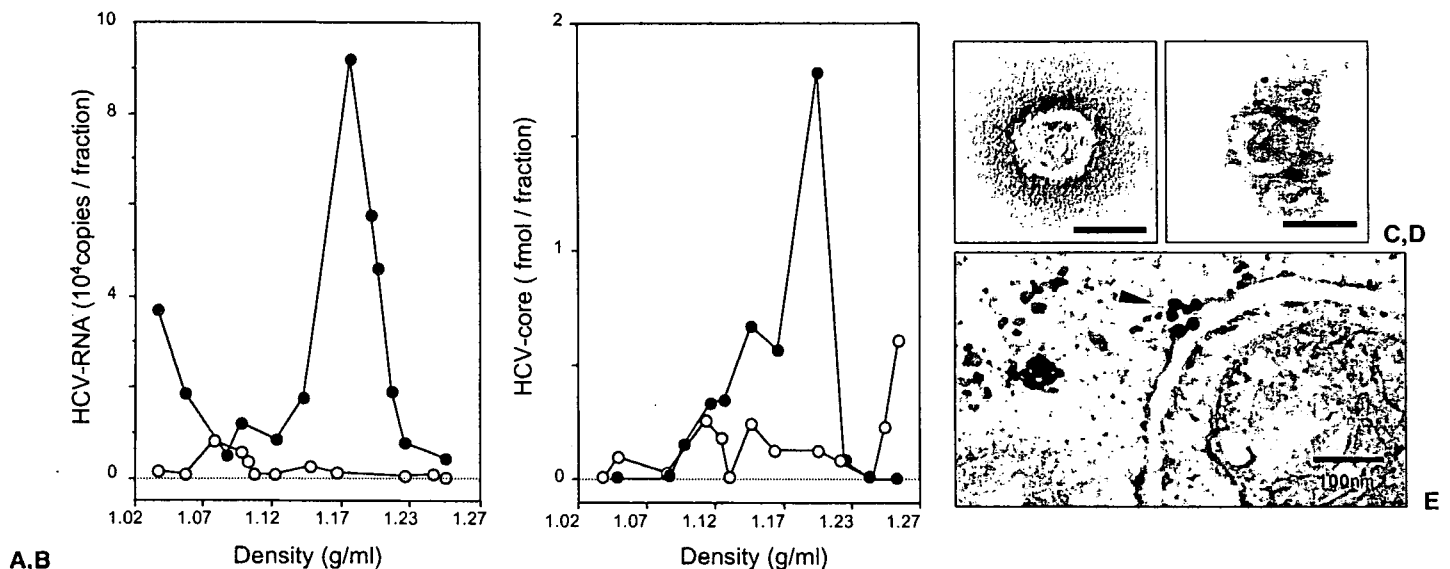 HCV-RNA (10⁴copies / fraction)
10
8
4
2
0
1.02 1.07 1.12 1.17 1.23 1.27
Density (g/ml)
A,B
HCV-core ( fmol / fraction)
2
1
0
1.02 1.07 1.12 1.17 1.23 1.27
Density (g/ml)
C,D
100nm
E